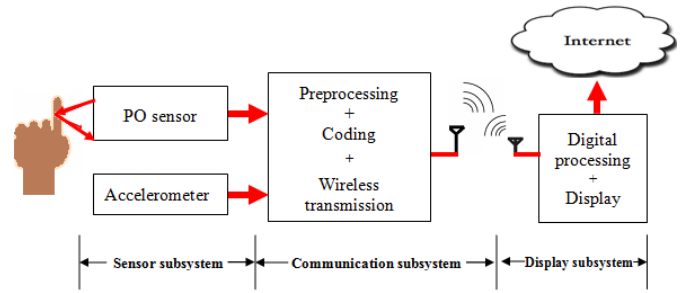 Internet
PO sensor
Accelerometer
Preprocessing
+
Coding
+
Wireless
transmission
Digital
processing
+
Display
Sensor subsystem
Communication subsystem
Display subsystem